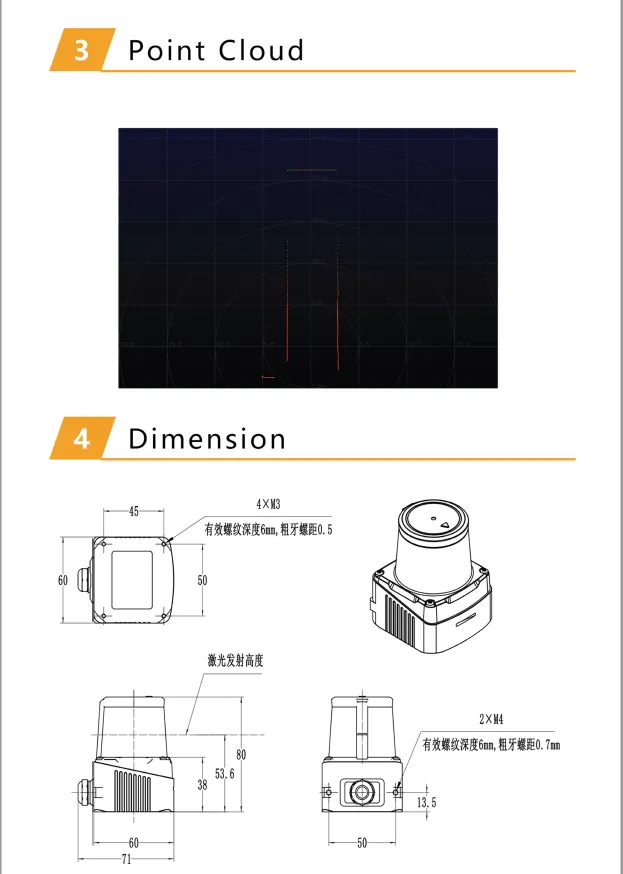 3 Point Cloud
4 Dimension
45
4×M3
有效螺纹深度6mm,粗牙螺距0.5
60
50
激光发射高度
2×M4
有效螺纹深度6mm,粗牙螺距0.7mm
80
53.6
38
13.5
60
71
50